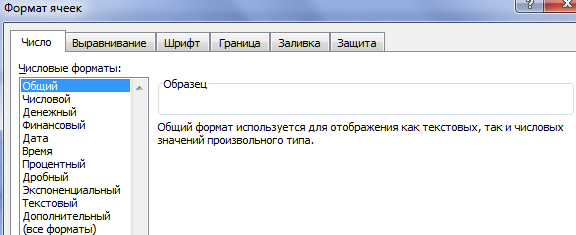 Формат ячеек
Число Выравнивание Шрифт Граница Заливка Защита
Числовые форматы:
Общий
Числовой
Денежный
Финансовый
Дата
Время
Процентный
Дробный
Экспоненциальный
Текстовый
Дополнительный
(все форматы)
Образец
Общий формат используется для отображения как текстовых, так и числовых
значений произвольного типа.